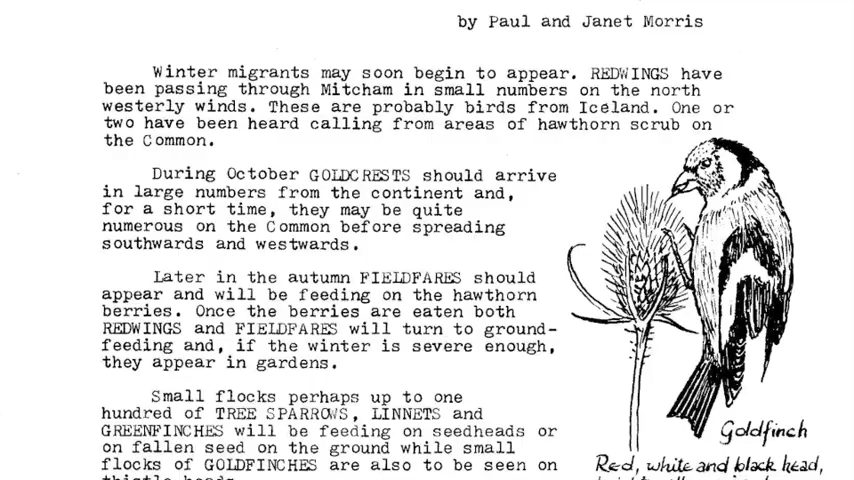 by Paul and Janet Morris
Winter migrants may soon begin to appear. REDWINGS have
been passing through Mitcham in small numbers on the north
westerly winds. These are probably birds from Iceland. One or
two have been heard calling from areas of hawthorn scrub on
the Common.
During October GOLDCRESTS should arrive
in large numbers from the continent and,
for a short time, they may be quite
numerous on the Common before spreading
southwards and westwards.
Later in the autumn FIELDFARES should
appear and will be feeding on the hawthorn
berries. Once the berries are eaten both
REDWINGS and FIELDFARES will turn to ground-
feeding and, if the winter is severe enough,
they appear in gardens.
Small flocks perhaps up to one
hundred of TREE SPARROWS, LINNETS and
GREENFINCHES will be feeding on seedheads or
on fallen seed on the ground while small
flocks of GOLDFINCHES are also to be seen on
thistle heads.
Goldfinch
Red, white and black head,